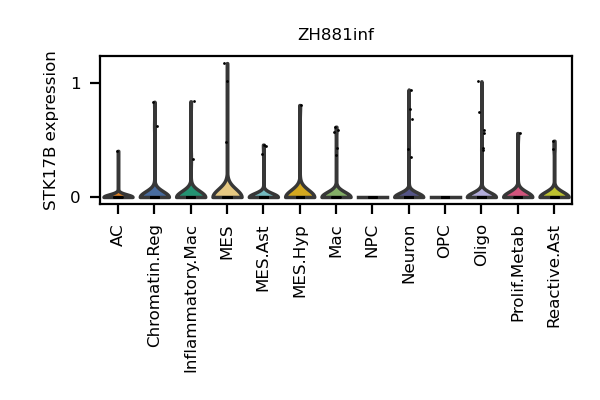 ZH881inf
STK17B expression
1
0
AC
Chromatin.Reg
Inflammatory.Mac
MES
MES.Ast
MES.Hyp
Mac
NPC
Neuron
OPC
Oligo
Prolif.Metab
Reactive.Ast